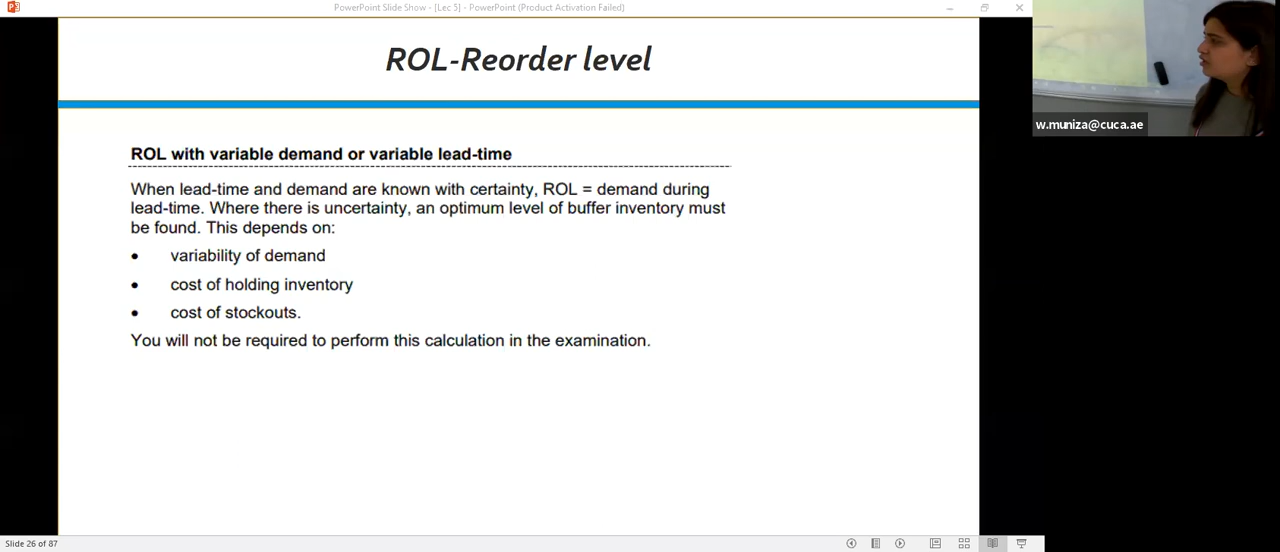 PowerPoint Slide Show - [Lec 3] - PowerPoint (Product Activation Failed)
ROL-Reorder level
w.muniza@cuca.ae
ROL with variable demand or variable lead-time
When lead-time and demand are known with certainty, ROL = demand during
lead-time. Where there is uncertainty, an optimum level of buffer inventory must
be found. This depends on:
• variability of demand
• cost of holding inventory
• cost of stockouts.
You will not be required to perform this calculation in the examination.
Slide 26 of 87